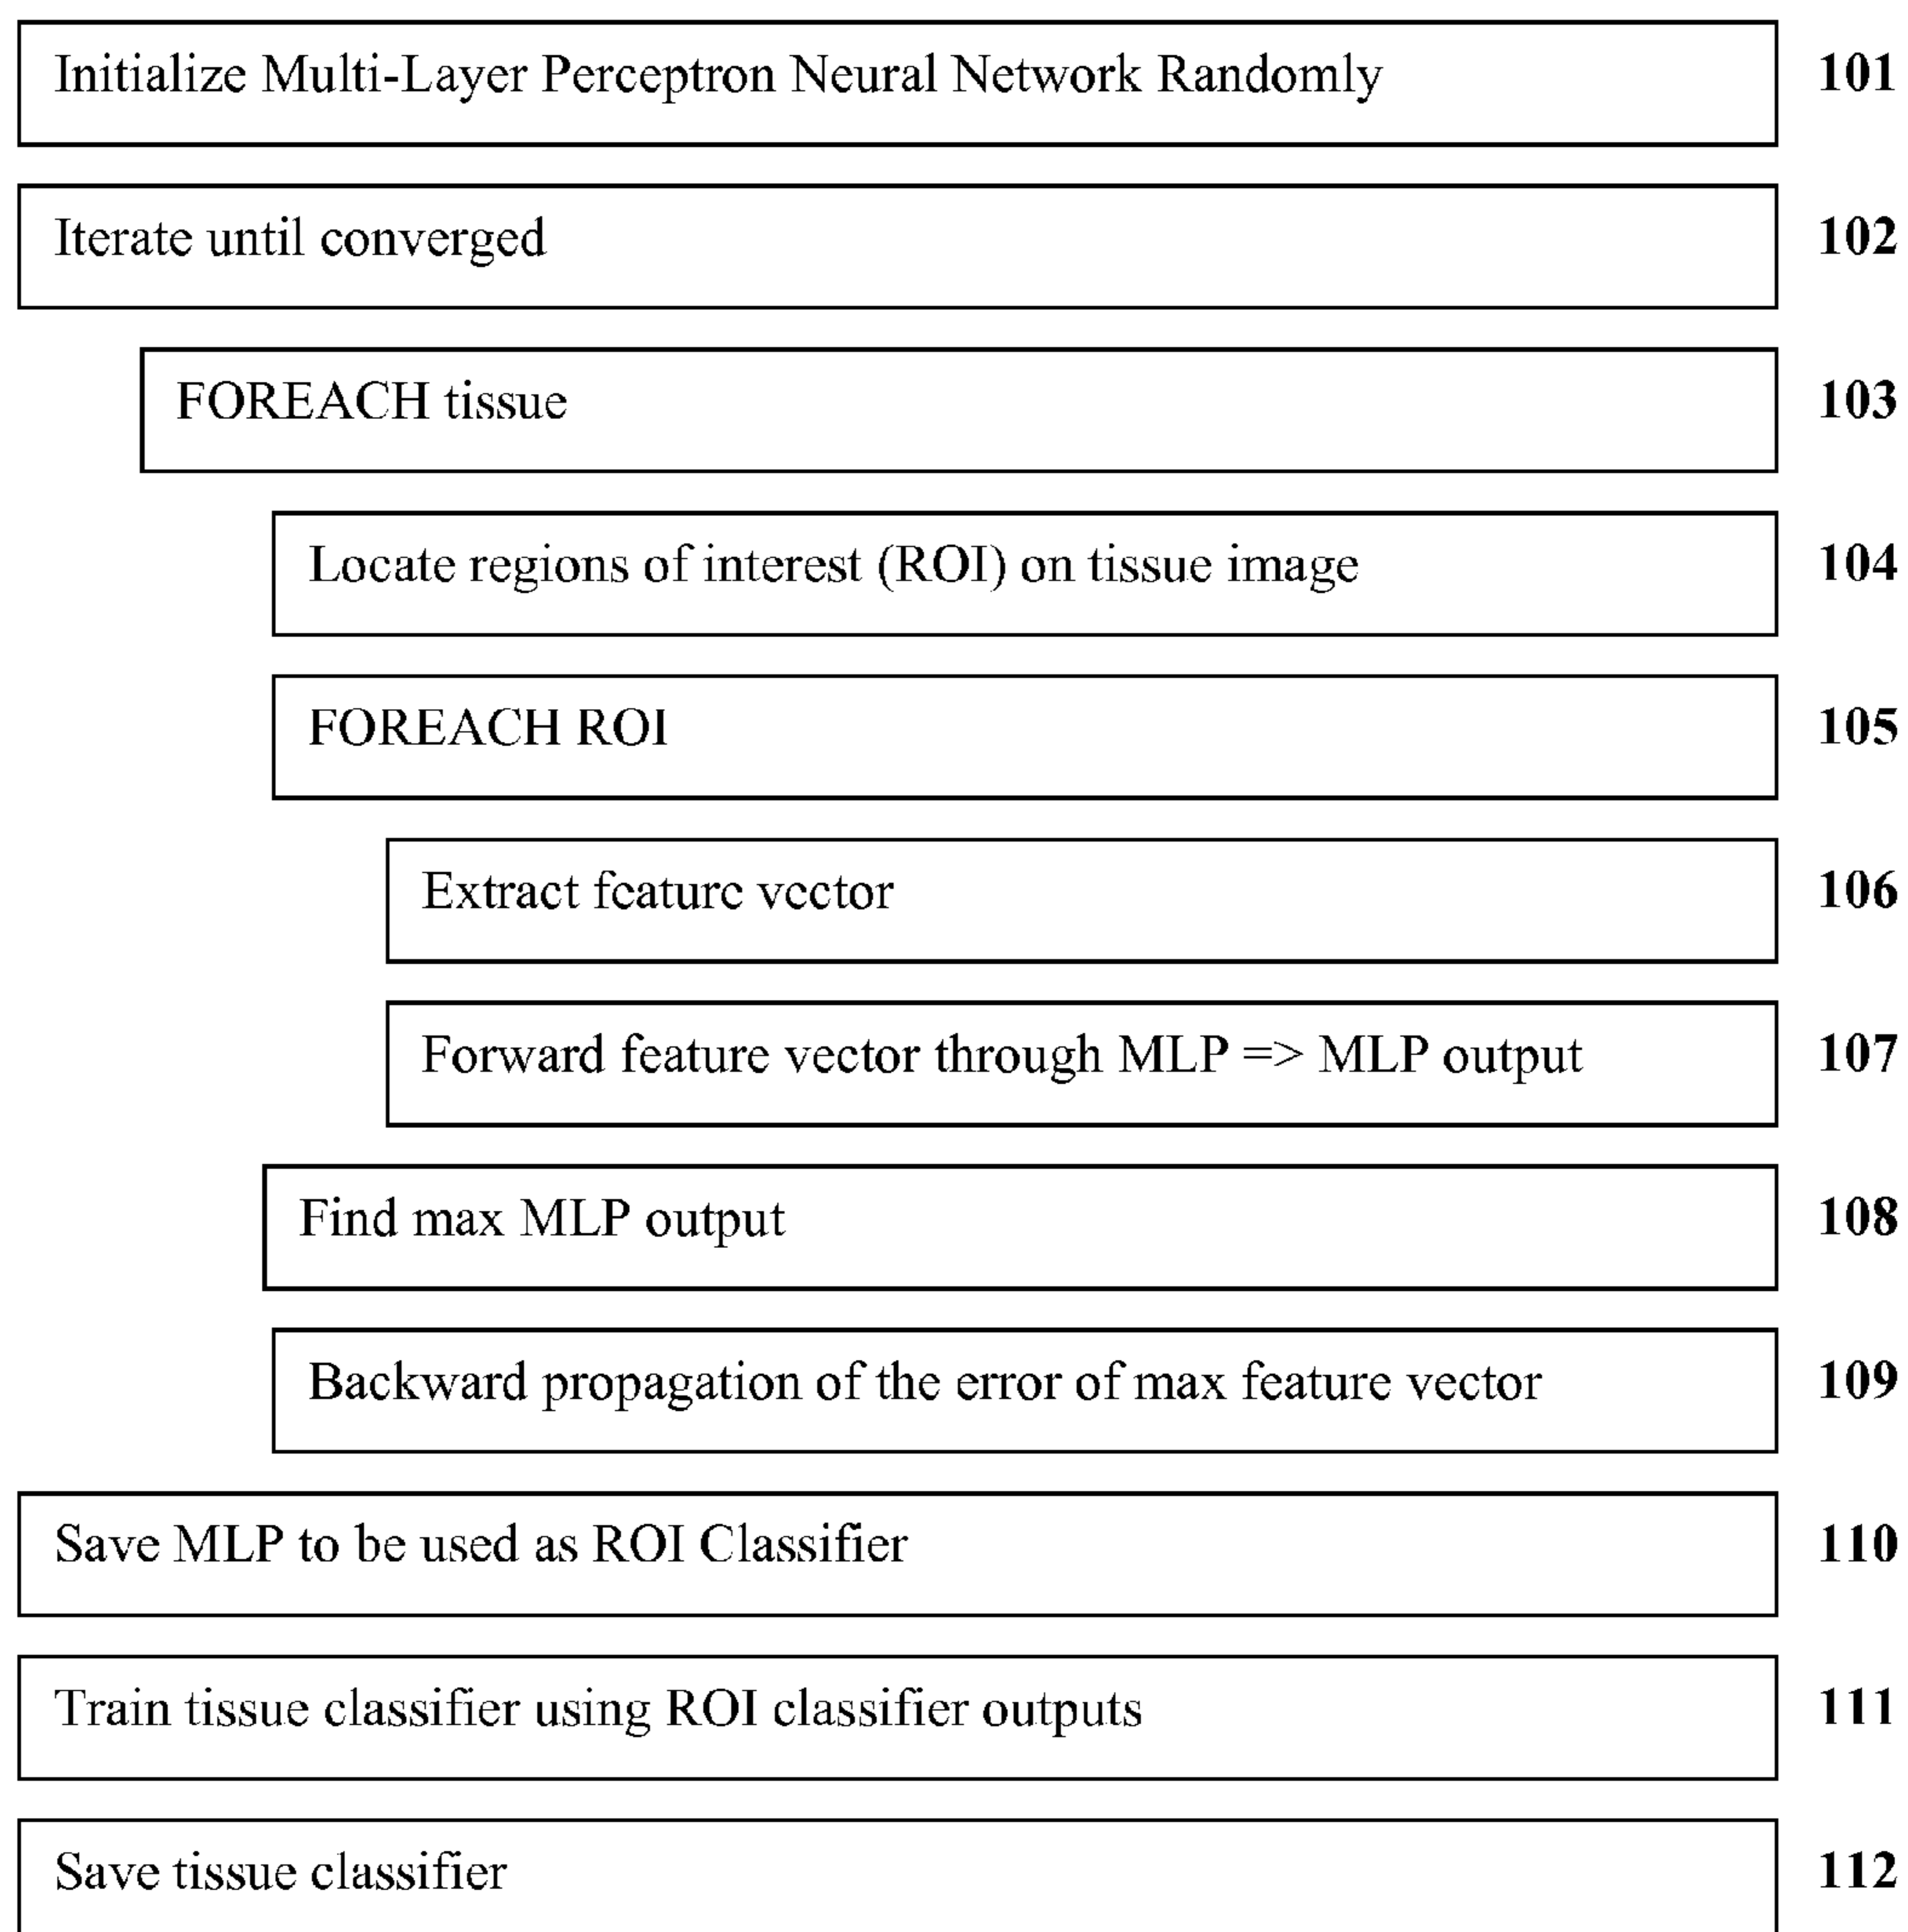 Initialize Multi-Layer Perceptron Neural Network Randomly 101
Iterate until converged 102
FOREACH tissue 103
Locate regions of interest (ROI) on tissue image 104
FOREACH ROI 105
Extract feature vector 106
Forward feature vector through MLP => MLP output 107
Find max MLP output 108
Backward propagation of the error of max feature vector 109
Save MLP to be used as ROI Classifier 110
Train tissue classifier using ROI classifier outputs 111
Save tissue classifier 112